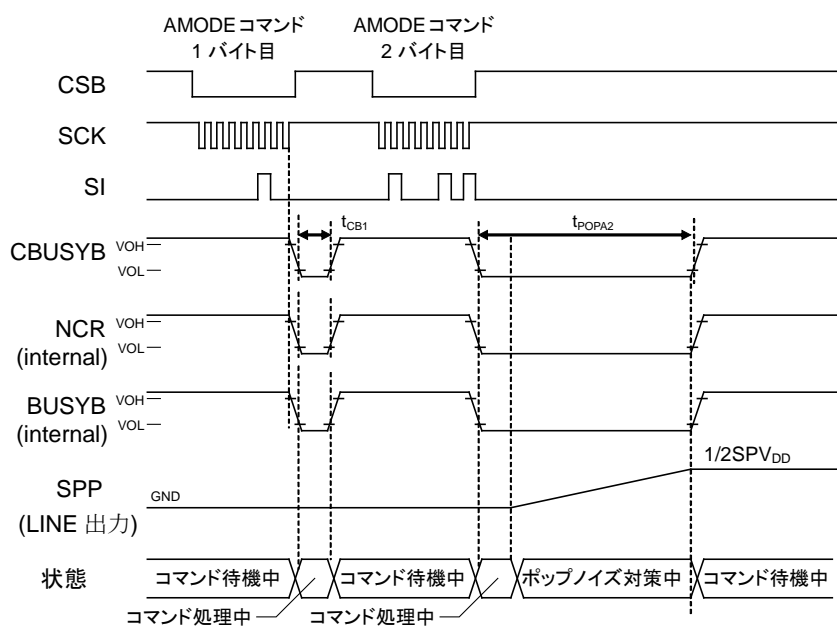 AMODEコマンド
1 バイト目
AMODEコマンド
2 バイト目
CSB
SCK
SI
tCB1
tPOPA2
CBUSYB
VOH
VOL
NCR
(internal)
VOH
VOL
BUSYB
(internal)
VOH
VOL
SPP
(LINE 出力)
GND
1/2SPVDD
状態
コマンド待機中
コマンド待機中
ポップノイズ対策中
コマンド待機中
コマンド処理中
コマンド処理中